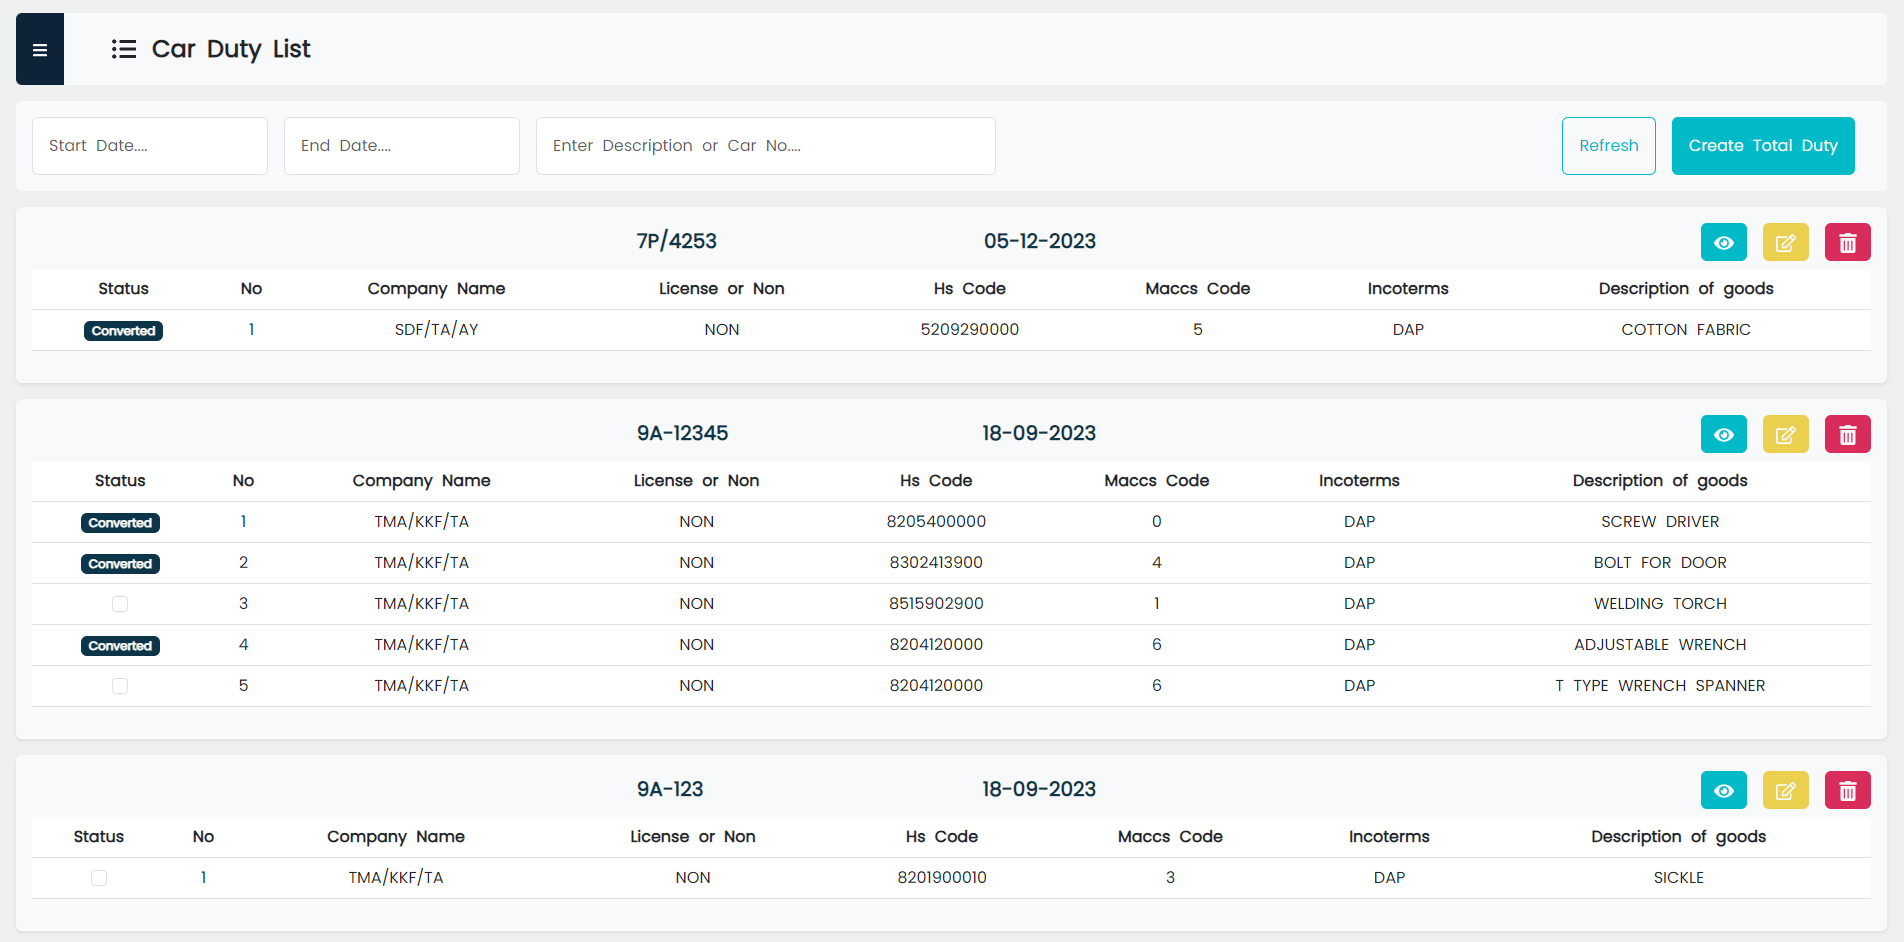 Car Duty List
Start Date.... End Date.... Enter Description or Car No.... Refresh Create Total Duty
7P/4253 05-12-2023
Status No Company Name License or Non Hs Code Maccs Code Incoterms Description of goods
Converted 1 SDF/TA/AY NON 5209290000 5 DAP COTTON FABRIC
9A-12345 18-09-2023
Status No Company Name License or Non Hs Code Maccs Code Incoterms Description of goods
Converted 1 TMA/KKF/TA NON 8205400000 0 DAP SCREW DRIVER
Converted 2 TMA/KKF/TA NON 8302413900 4 DAP BOLT FOR DOOR
3 TMA/KKF/TA NON 8515902900 1 DAP WELDING TORCH
Converted 4 TMA/KKF/TA NON 8204120000 6 DAP ADJUSTABLE WRENCH
5 TMA/KKF/TA NON 8204120000 6 DAP T TYPE WRENCH SPANNER
9A-123 18-09-2023
Status No Company Name License or Non Hs Code Maccs Code Incoterms Description of goods
1 TMA/KKF/TA NON 8201900010 3 DAP SICKLE